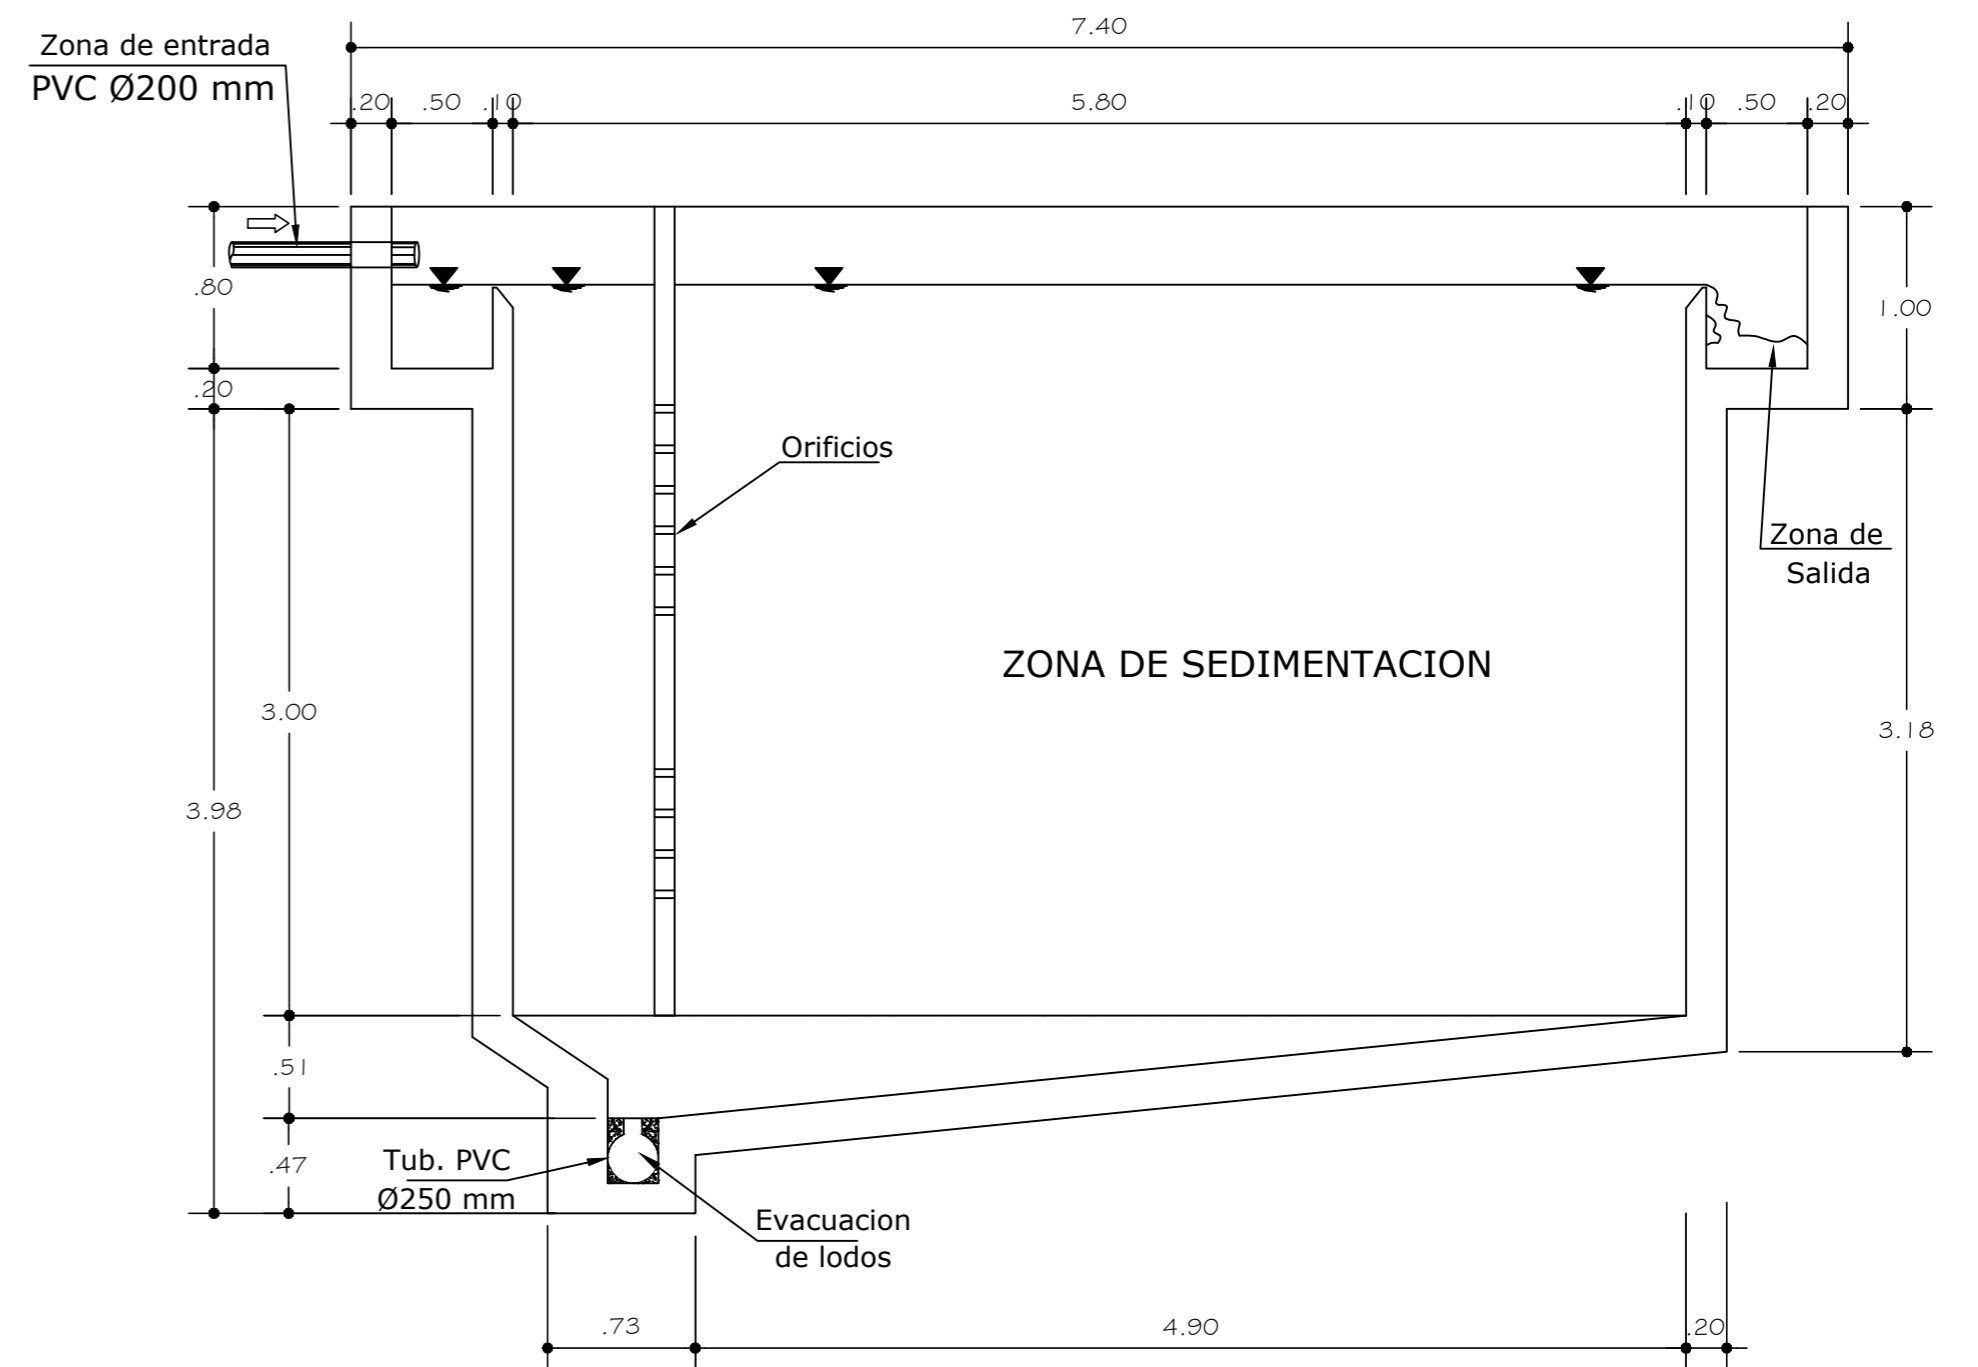 7.40
Zona de entrada
PVC Ø200 mm
.20 .50 .10 5.80 .10 .50 .20
.80
1.00
.20
Orificios
Zona de
Salida
ZONA DE SEDIMENTACION
3.00
3.18
3.98
.51
.47
Tub. PVC
Ø250 mm
Evacuacion
de lodos
.73 4.90 .20